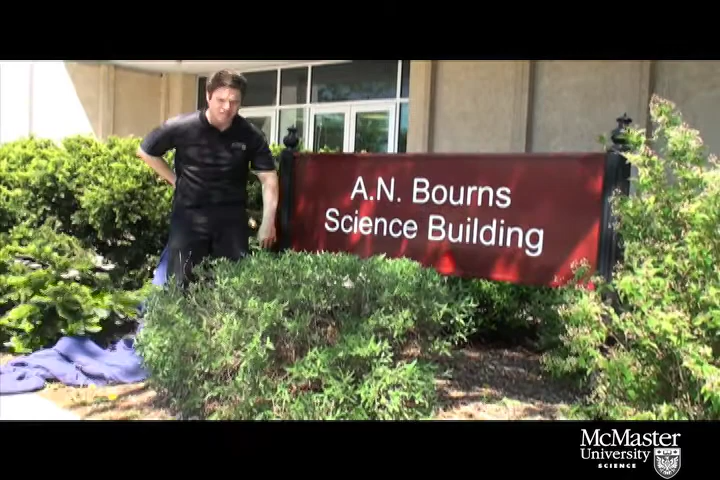 A.N. Bourns
Science Building
McMaster
University
SCIENCE